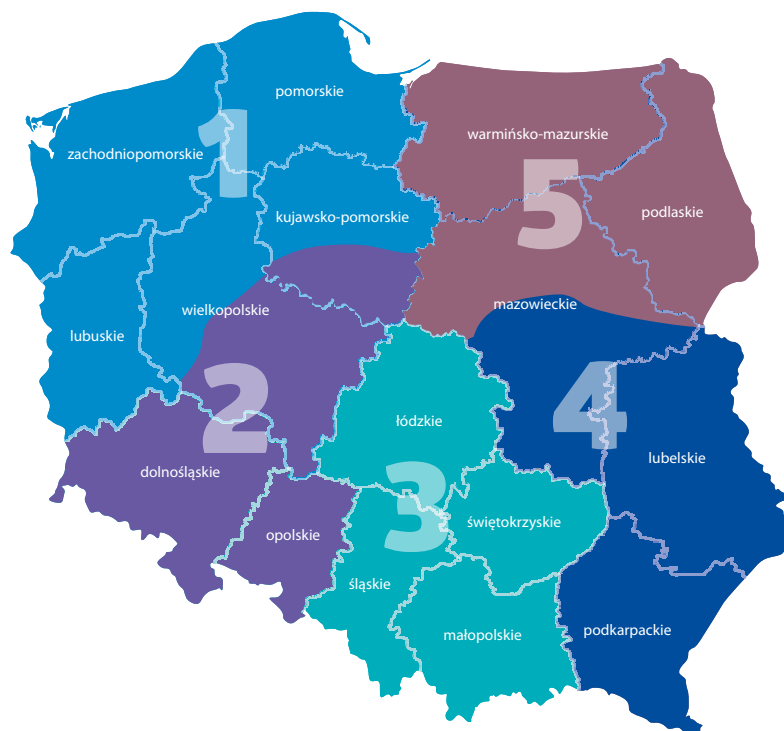 pomorskie
1
zachodniopomorskie
warmińsko-mazurskie
5
kujawsko-pomorskie
podlaskie
wielkopolskie
mazowieckie
lubuskie
2
4
łódzkie
lubelskie
dolnośląskie
3
świętokrzyskie
opolskie
śląskie
małopolskie
podkarpackie